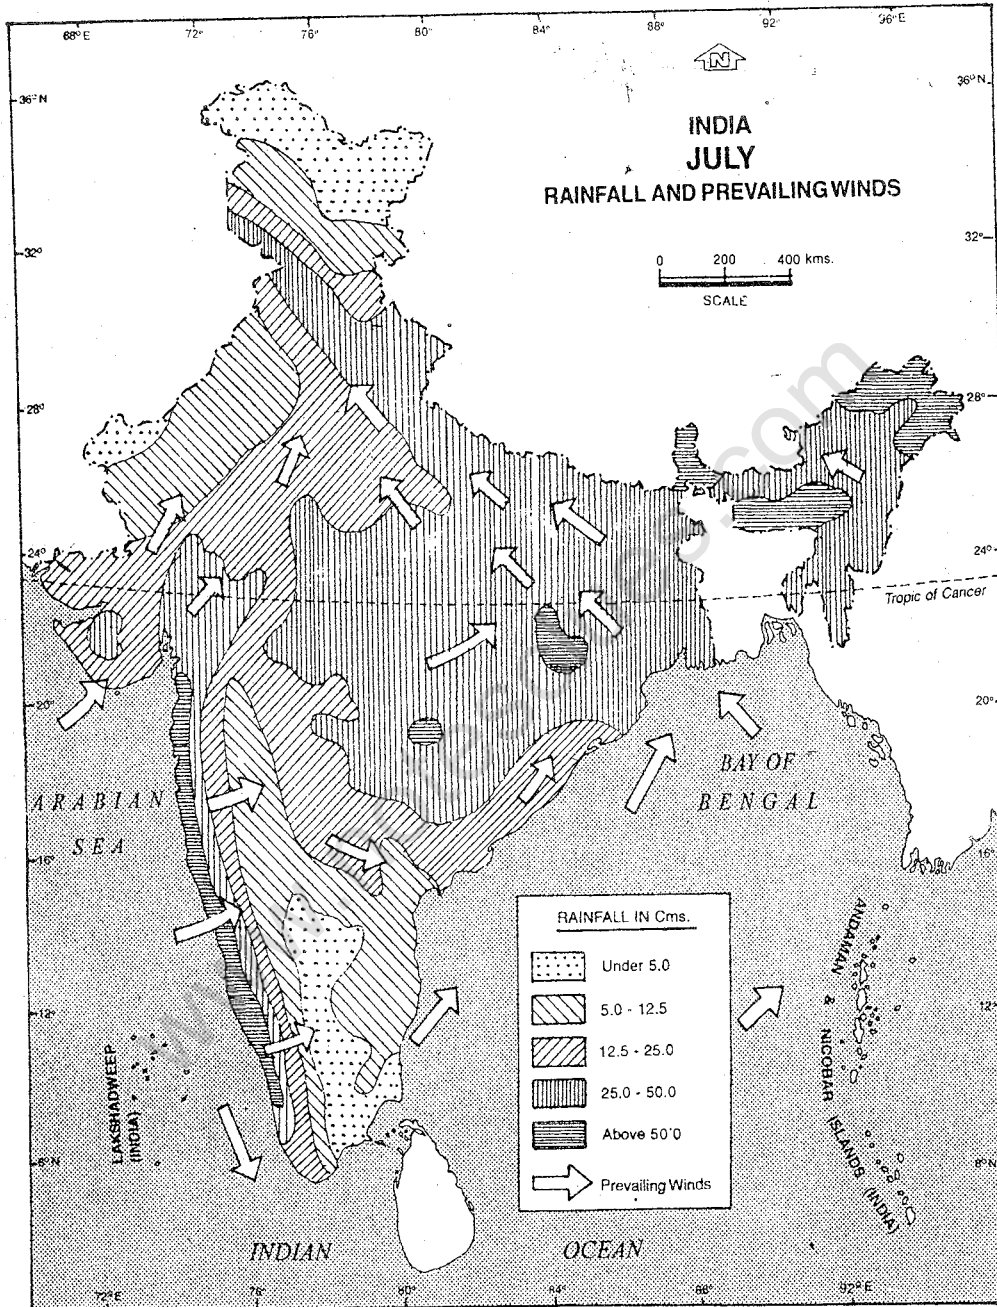 68° E 72° 76° 80° 84° 88° 92° 96° E
N
36° N
36° N
INDIA
JULY
RAINFALL AND PREVAILING WINDS
32°
32°
0 200 400 kms.
SCALE
28°
28°
24°
24°
Tropic of Cancer
20°
20°
ARABIAN
SEA
BAY OF
BENGAL
16°
16°
RAINFALL IN Cms.
Under 5.0
5.0 - 12.5
12.5 - 25.0
25.0 - 50.0
Above 50.0
Prevailing Winds
ANDAMAN & NICOBAR ISLANDS (INDIA)
12°
12°
LAKSHADWEEP
(INDIA)
8° N
8° N
INDIAN OCEAN
72° E 76° 80° 84° 88° 92° E